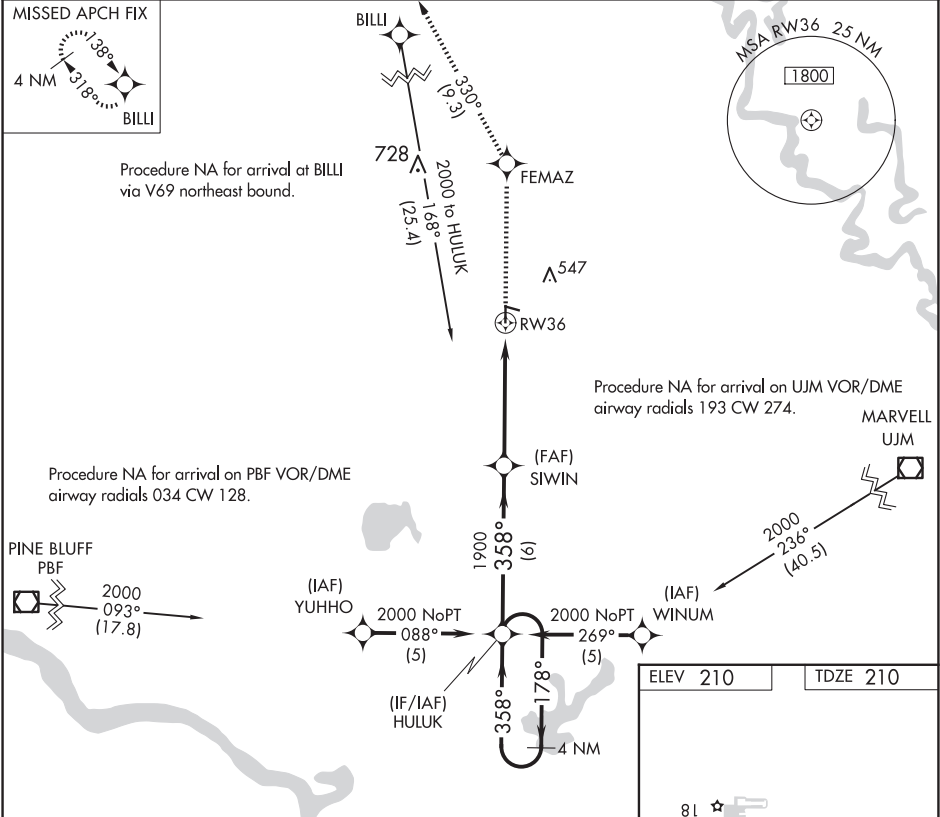 MISSED APCH FIX
138°
4 NM
318°
BILLI
BILLI
330°
(9.3)
MSA RW36 25 NM
1800
Procedure NA for arrival at BILLI
via V69 northeast bound.
728
2000 to HULUK
168°
(25.4)
FEMAZ
547
RW36
Procedure NA for arrival on UJM VOR/DME
airway radials 193 CW 274.
MARVELL
UJM
(FAF)
SIWIN
Procedure NA for arrival on PBF VOR/DME
airway radials 034 CW 128.
2000
236°
(40.5)
1900
358°
(6)
PINE BLUFF
PBF
2000
093°
(17.8)
(IAF)
YUHHO
2000 NoPT
088°
(5)
2000 NoPT
269°
(5)
(IAF)
WINUM
(IF/IAF)
HULUK
358°
178°
4 NM
ELEV 210
TDZE 210
18